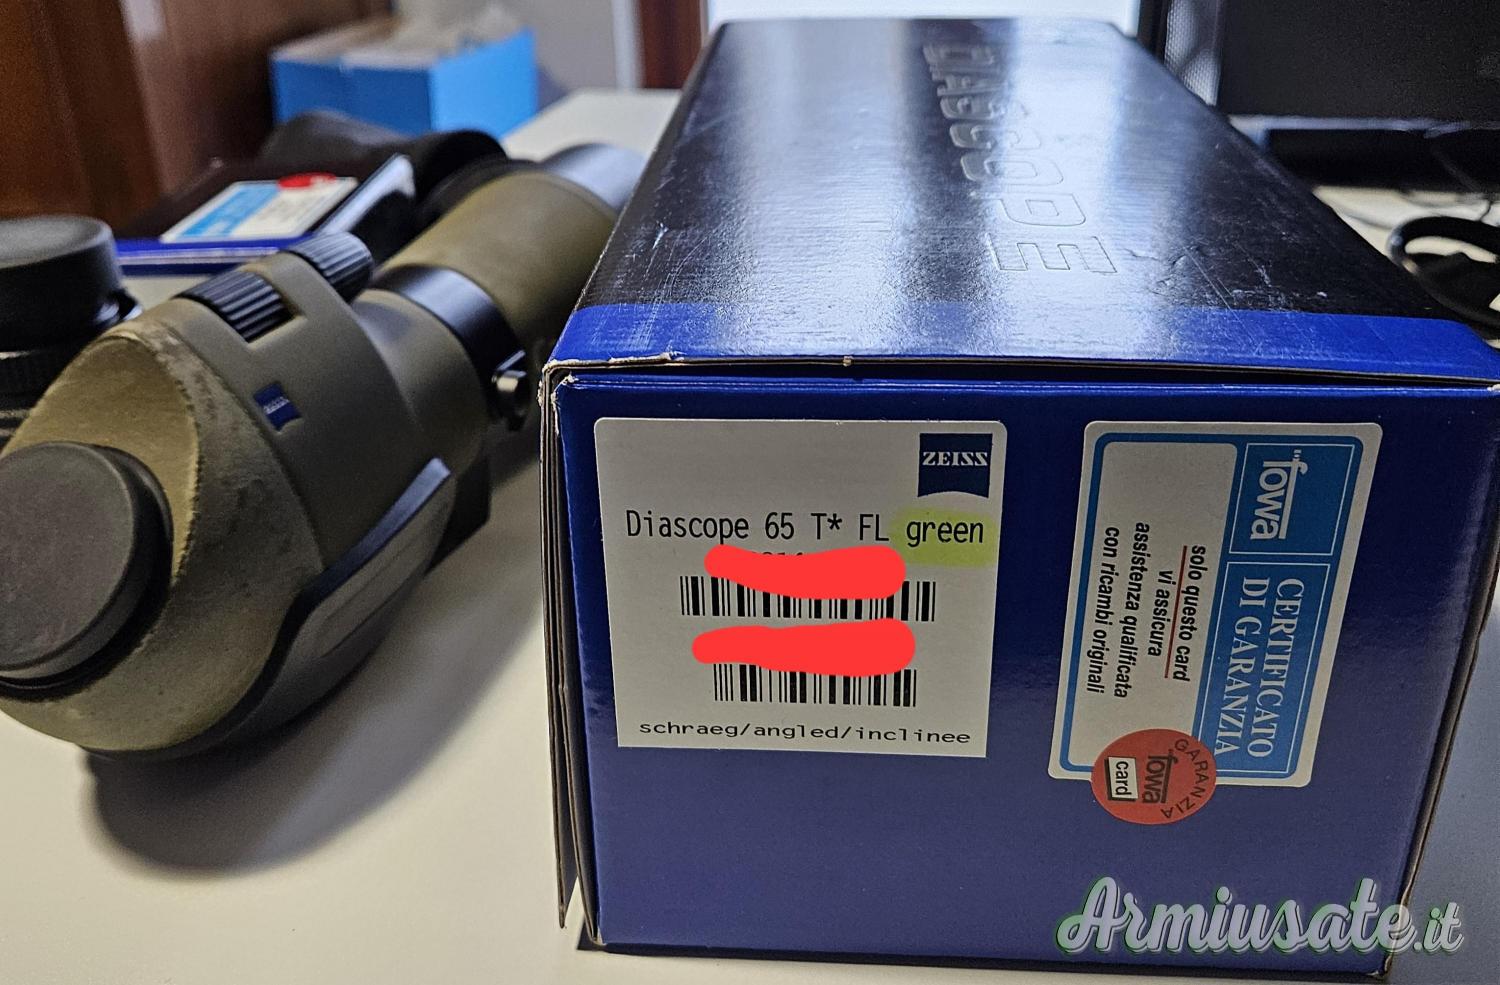 DIASCOPE
ZEISS
ZEISS
Diascope 65 T* FL green
schraeg/angled/inclinee
"fowa
CERTIFICATO
DI GARANZIA
solo questo card
vi assicura
assistenza qualificata
con ricambi originali
GARANZIA
fowa
card
Armiusate.it